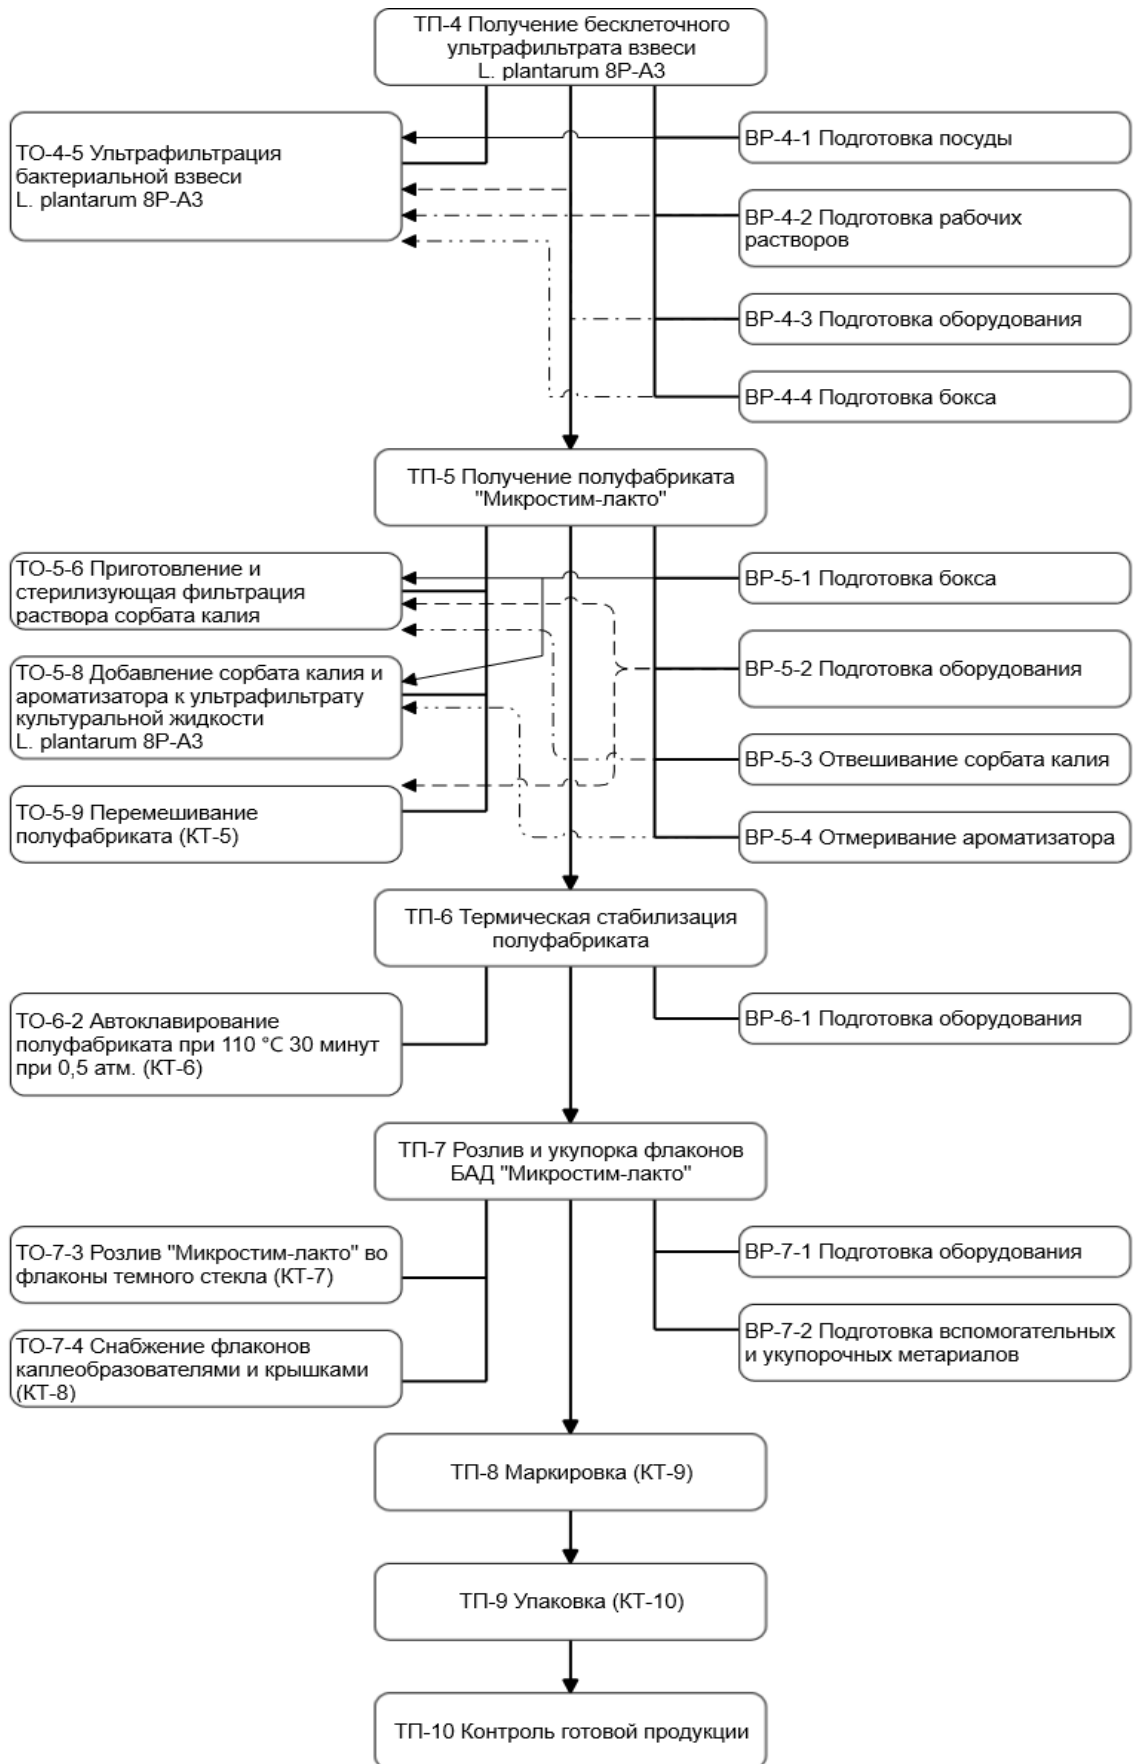 ТП-4 Получение бесклеточного
ультрафильтрата взвеси
L. plantarum 8Р-А3
ТО-4-5 Ультрафильтрация
бактериальной взвеси
L. plantarum 8Р-А3
ВР-4-1 Подготовка посуды
ВР-4-2 Подготовка рабочих
растворов
ВР-4-3 Подготовка оборудования
ВР-4-4 Подготовка бокса
ТП-5 Получение полуфабриката
"Микростим-лакто"
ТО-5-6 Приготовление и
стерилизующая фильтрация
раствора сорбата калия
ТО-5-8 Добавление сорбата калия и
ароматизатора к ультрафильтрату
культуральной жидкости
L. plantarum 8Р-А3
ТО-5-9 Перемешивание
полуфабриката (КТ-5)
ВР-5-1 Подготовка бокса
ВР-5-2 Подготовка оборудования
ВР-5-3 Отвешивание сорбата калия
ВР-5-4 Отмеривание ароматизатора
ТП-6 Термическая стабилизация
полуфабриката
ТО-6-2 Автоклавирование
полуфабриката при 110 °С 30 минут
при 0,5 атм. (КТ-6)
ВР-6-1 Подготовка оборудования
ТП-7 Розлив и укупорка флаконов
БАД "Микростим-лакто"
ТО-7-3 Розлив "Микростим-лакто" во
флаконы темного стекла (КТ-7)
ТО-7-4 Снабжение флаконов
каплеобразователями и крышками
(КТ-8)
ВР-7-1 Подготовка оборудования
ВР-7-2 Подготовка вспомогательных
и укупорочных метариалов
ТП-8 Маркировка (КТ-9)
ТП-9 Упаковка (КТ-10)
ТП-10 Контроль готовой продукции